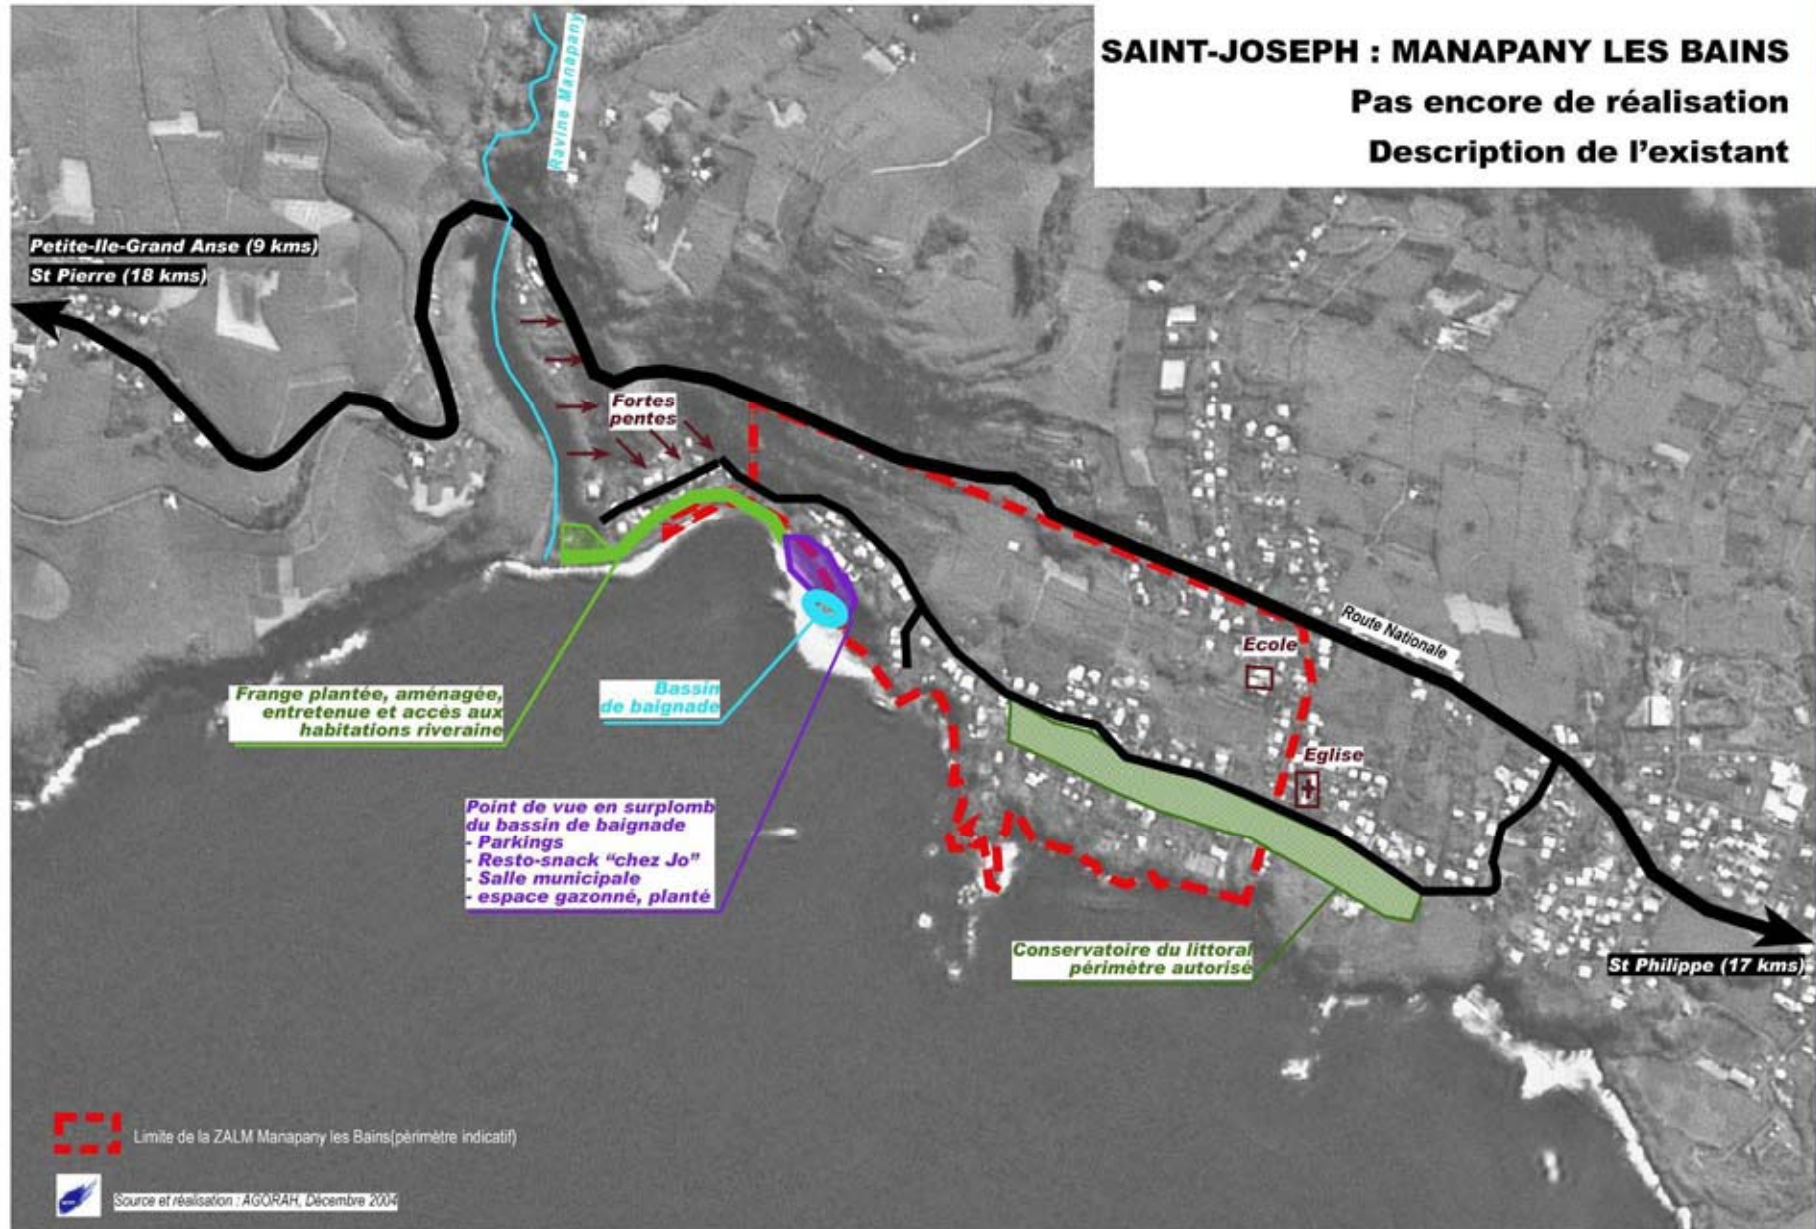 SAINT-JOSEPH : MANAPANY LES BAINS
Pas encore de réalisation
Description de l'existant
Ravine Manapany
Petite-Ile-Grand Anse (9 kms)
St Pierre (18 kms)
Fortes
pentes
Route Nationale
Ecole
Eglise
Frange plantée, aménagée,
entretenue et accès aux
habitations riveraine
Bassin
de baignade
Point de vue en surplomb
du bassin de baignade
- Parkings
- Resto-snack "chez Jo"
- Salle municipale
- espace gazonné, planté
Conservatoire du littoral
périmètre autorisé
St Philippe (17 kms)
Limite de la ZALM Manapany les Bains(périmètre indicatif)
Source et réalisation : AGORAH, Décembre 2004